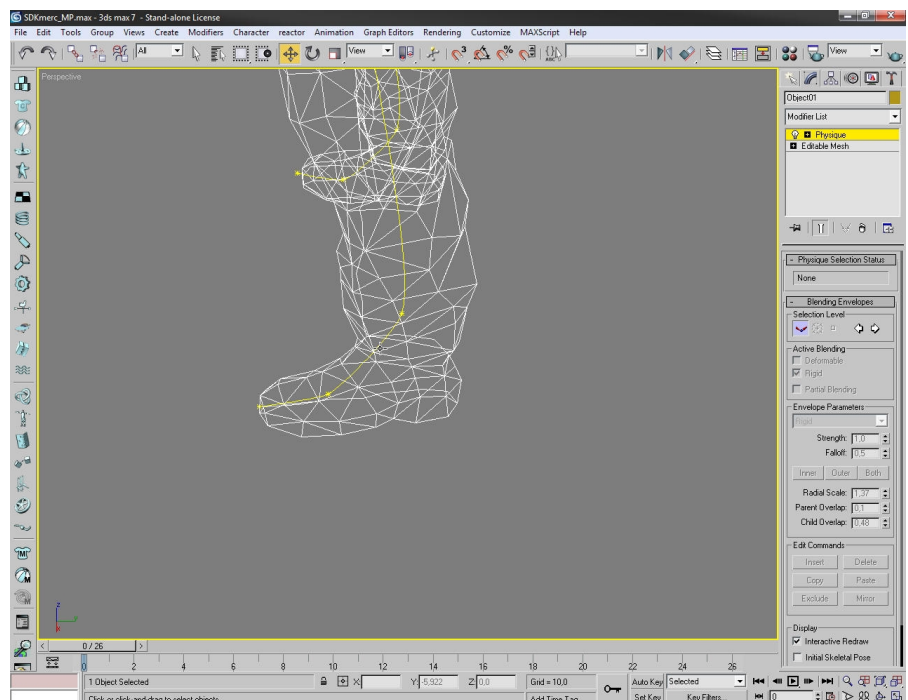 SDKmerc_MP.max - 3ds max 7 - Stand-alone License
File Edit Tools Group Views Create Modifiers Character reactor Animation Graph Editors Rendering Customize MAXScript Help
All View View
Perspective
Object01
Modifier List
Physique
Editable Mesh
- Physique Selection Status
None
- Blending Envelopes
Selection Level
Active Blending
Deformable
Rigid
Partial Blending
Envelope Parameters
Rigid
Strength: 1,0
Falloff: 0,5
Inner Outer Both
Radial Scale: 1,37
Parent Overlap: 0,1
Child Overlap: 0,48
Edit Commands
Insert Delete
Copy Paste
Exclude Mirror
Display
Interactive Redraw
Initial Skeletal Pose
z
y
x
< 0 / 26 >
0 2 4 6 8 10 12 14 16 18 20 22 24 26
1 Object Selected X: Y: -5,922 Z: 0,0 Grid = 10,0 Auto Key Selected
Click or click-and-drag to select objects Add Time Tag Set Key Key Filters... 0